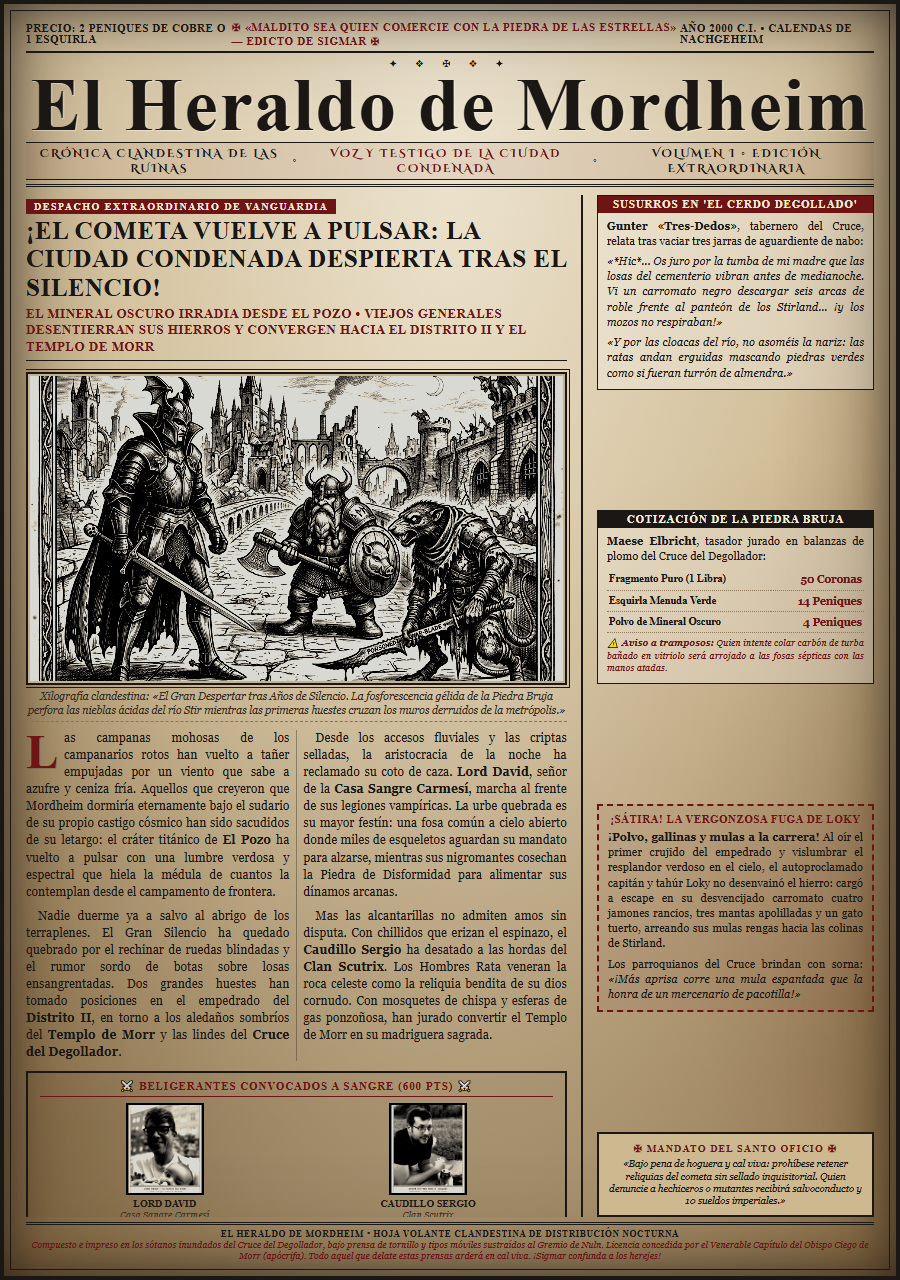 PRECIO: 2 PENIQUES DE COBRE O
1 ESQUIRLA
✠ «MALDITO SEA QUIEN COMERCIE CON LA PIEDRA DE LAS ESTRELLAS»
— EDICTO DE SIGMAR ✠
AÑO 2000 C.I. • CALENDAS DE
NACHGEHEIM
El Heraldo de Mordheim
CRÓNICA CLANDESTINA DE LAS
RUINAS
VOZ Y TESTIGO DE LA CIUDAD
CONDENADA
VOLUMEN I • EDICIÓN
EXTRAORDINARIA
DESPACHO EXTRAORDINARIO DE VANGUARDIA
¡EL COMETA VUELVE A PULSAR: LA
CIUDAD CONDENADA DESPIERTA TRAS EL
SILENCIO!
EL MINERAL OSCURO IRRADIA DESDE EL POZO • VIEJOS GENERALES
DESENTIERRAN SUS HIERROS Y CONVERGEN HACIA EL DISTRITO II Y EL
TEMPLO DE MORR
Xilografía clandestina: «El Gran Despertar tras Años de Silencio. La fosforescencia gélida de la Piedra Bruja
perfora las nieblas ácidas del río Stir mientras las primeras huestes cruzan los muros derruidos de la metrópolis.»
Las campanas mohosas de los
campanarios rotos han vuelto a tañer
empujadas por un viento que sabe a
azufre y ceniza fría. Aquellos que creyeron que
Mordheim dormiría eternamente bajo el sudario
de su propio castigo cósmico han sido sacudidos
de su letargo: el cráter titánico de El Pozo ha
vuelto a pulsar con una lumbre verdosa y
espectral que hiela la médula de cuantos la
contemplan desde el campamento de frontera.
Nadie duerme ya a salvo al abrigo de los
terraplenes. El Gran Silencio ha quedado
quebrado por el rechinar de ruedas blindadas y
el rumor sordo de botas sobre losas
ensangrentadas. Dos grandes huestes han
tomado posiciones en el empedrado del
Distrito II, en torno a los aledaños sombríos
del Templo de Morr y las lindes del Cruce
del Degollador.
Desde los accesos fluviales y las criptas
selladas, la aristocracia de la noche ha
reclamado su coto de caza. Lord David, señor
de la Casa Sangre Carmesí, marcha al frente
de sus legiones vampíricas. La urbe quebrada es
su mayor festín: una fosa común a cielo abierto
donde miles de esqueletos aguardan su mandato
para alzarse, mientras sus nigromantes cosechan
la Piedra de Disformidad para alimentar sus
dínamos arcanas.
Mas las alcantarillas no admiten amos sin
disputa. Con chillidos que erizan el espinazo, el
Caudillo Sergio ha desatado a las hordas del
Clan Scutrix. Los Hombres Rata veneran la
roca celeste como la reliquia bendita de su dios
cornudo. Con mosquetes de chispa y esferas de
gas ponzoñosa, han jurado convertir el Templo
de Morr en su madriguera sagrada.
⚔ BELIGERANTES CONVOCADOS A SANGRE (600 PTS) ⚔
LORD DAVID
Casa Sangre Carmesí
CAUDILLO SERGIO
Clan Scutrix
SUSURROS EN 'EL CERDO DEGOLLADO'
Gunter «Tres-Dedos», tabernero del Cruce,
relata tras vaciar tres jarras de aguardiente de nabo:
«*Hic*... Os juro por la tumba de mi madre que las
losas del cementerio vibran antes de medianoche.
Vi un carromato negro descargar seis arcas de
roble frente al panteón de los Stirland... ¡y los
mozos no respiraban!»
«Y por las cloacas del río, no asoméis la nariz: las
ratas andan erguidas mascando piedras verdes
como si fueran turrón de almendra.»
COTIZACIÓN DE LA PIEDRA BRUJA
Maese Elbricht, tasador jurado en balanzas de
plomo del Cruce del Degollador:
Fragmento Puro (1 Libra) 50 Coronas
Esquirla Menuda Verde 14 Peniques
Polvo de Mineral Oscuro 4 Peniques
⚠ Aviso a tramposos: Quien intente colar carbón de turba
bañado en vitriolo será arrojado a las fosas sépticas con las
manos atadas.
¡SÁTIRA! LA VERGONZOSA FUGA DE LOKY
¡Polvo, gallinas y mulas a la carrera! Al oír el
primer crujido del empedrado y vislumbrar el
resplandor verdoso en el cielo, el autoproclamado
capitán y tahúr Loky no desenvainó el hierro: cargó
a escape en su desvencijado carromato cuatro
jamones rancios, tres mantas apolilladas y un gato
tuerto, arreando sus mulas rengas hacia las colinas
de Stirland.
Los parroquianos del Cruce brindan con sorna:
«¡Más aprisa corre una mula espantada que la
honra de un mercenario de pacotilla!»
✠ MANDATO DEL SANTO OFICIO ✠
«Bajo pena de hoguera y cal viva: prohíbese retener
reliquias del cometa sin sellado inquisitorial. Quien
denuncie a hechiceros o mutantes recibirá salvoconducto y
10 sueldos imperiales.»
EL HERALDO DE MORDHEIM • HOJA VOLANTE CLANDESTINA DE DISTRIBUCIÓN NOCTURNA
Compuesto e impreso en los sótanos inundados del Cruce del Degollador, bajo prensa de tornillo y tipos móviles sustraídos al Gremio de Nuln. Licencia concedida por el Venerable Capítulo del Obispo Ciego de
Morr (apócrifa). Todo aquel que delate estas prensas arderá en cal viva. ¡Sigmar confunda a los herejes!